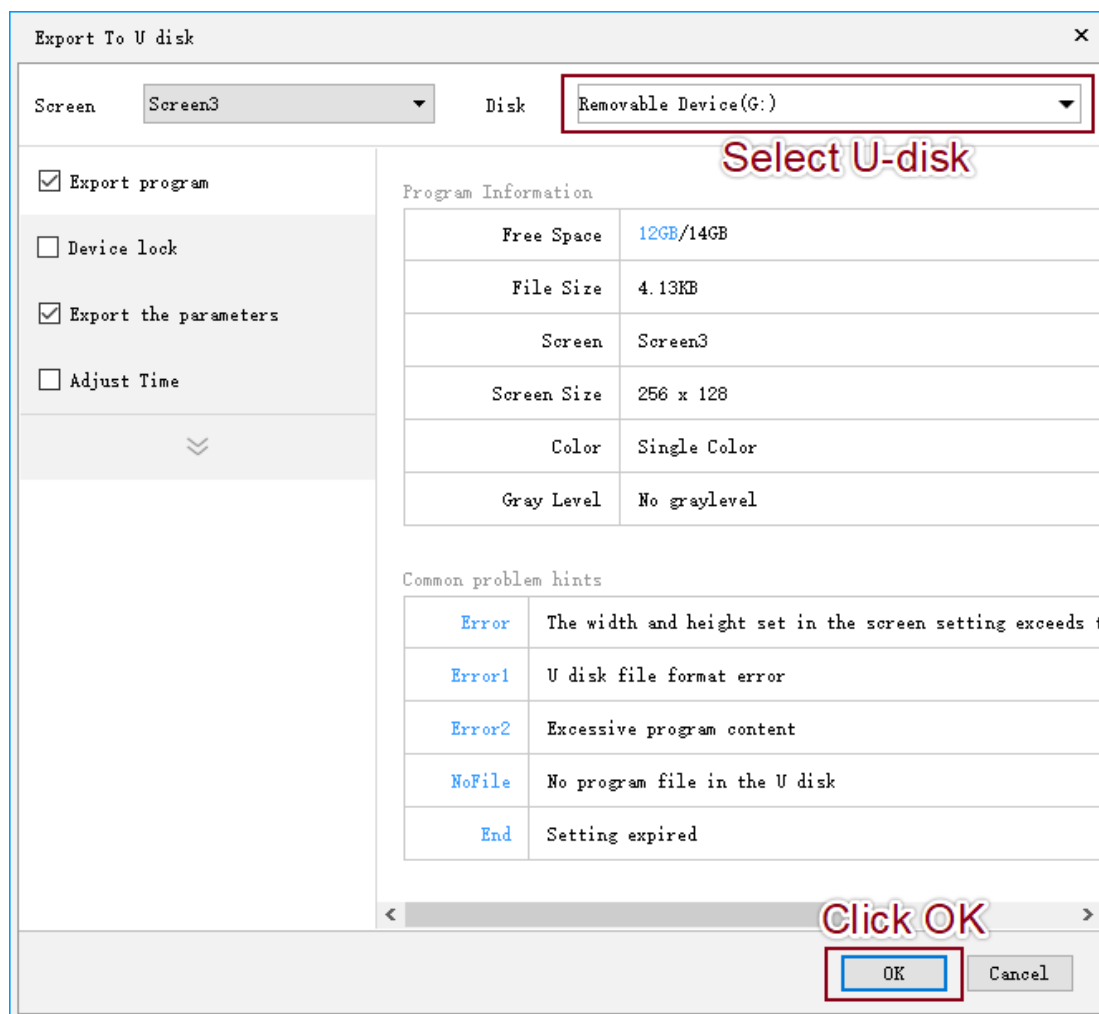 Export To U disk
Screen Screen3 Disk Removable Device(G:)
Select U-disk
Export program
Device lock
Export the parameters
Adjust Time
Program Information
Free Space 12GB/14GB
File Size 4.13KB
Screen Screen3
Screen Size 256 x 128
Color Single Color
Gray Level No graylevel
Common problem hints
Error The width and height set in the screen setting exceeds
Error1 U disk file format error
Error2 Excessive program content
NoFile No program file in the U disk
End Setting expired
Click OK
OK Cancel